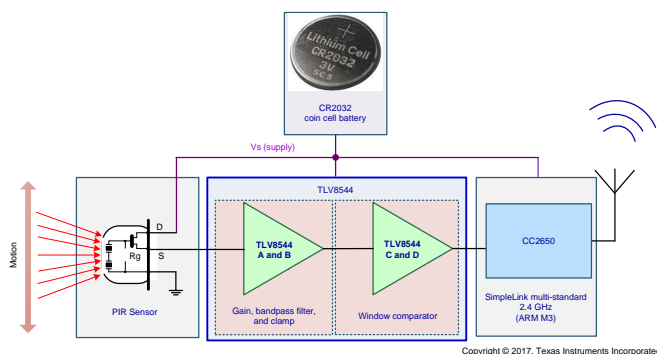 Lithium Cell
CR2032
3V
SCS
CR2032
coin cell battery
Vs (supply)
TLV8544
Motion
D
Rg
S
PIR Sensor
TLV8544
A and B
Gain, bandpass filter,
and clamp
TLV8544
C and D
Window comparator
CC2650
SimpleLink multi-standard
2.4 GHz
(ARM M3)
Copyright © 2017, Texas Instruments Incorporated